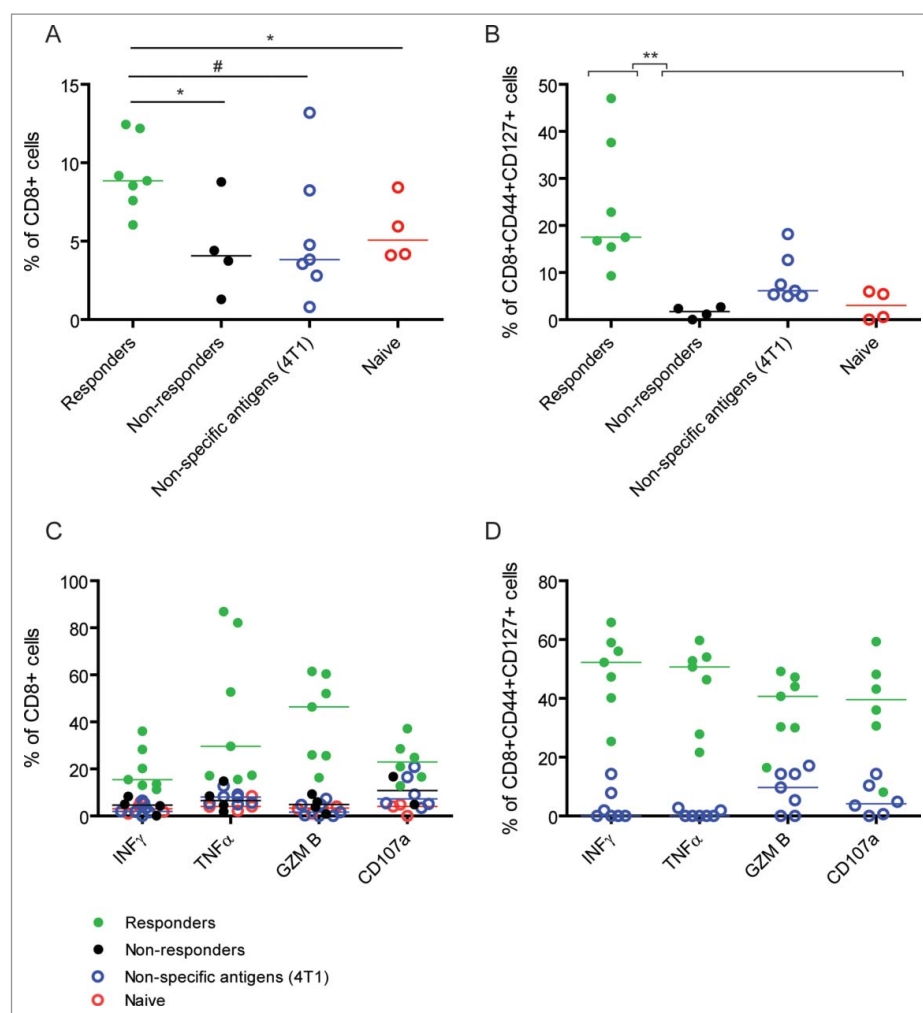 A
*
#
*
15
10
5
0
% of CD8+ cells
Responders
Non-responders
Non-specific antigens (4T1)
Naive
B
**
50
40
30
20
10
0
% of CD8+CD44+CD127+ cells
Responders
Non-responders
Non-specific antigens (4T1)
Naive
C
100
80
60
40
20
0
% of CD8+ cells
INFγ
TNFα
GZM B
CD107a
D
80
60
40
20
0
% of CD8+CD44+CD127+ cells
INFγ
TNFα
GZM B
CD107a
Responders
Non-responders
Non-specific antigens (4T1)
Naive